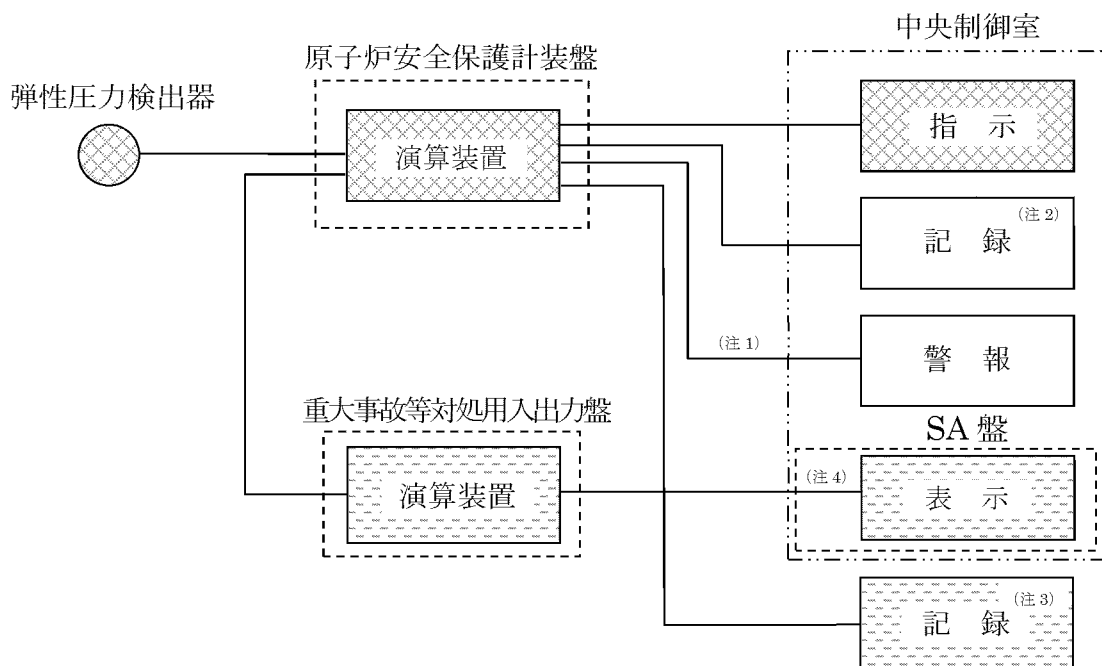 中央制御室
原子炉安全保護計装盤
弾性圧力検出器
演算装置
指 示
記 録 (注2)
(注1)
警 報
重大事故等対処用入出力盤
SA 盤
演算装置
(注4)
表 示
記 録 (注3)